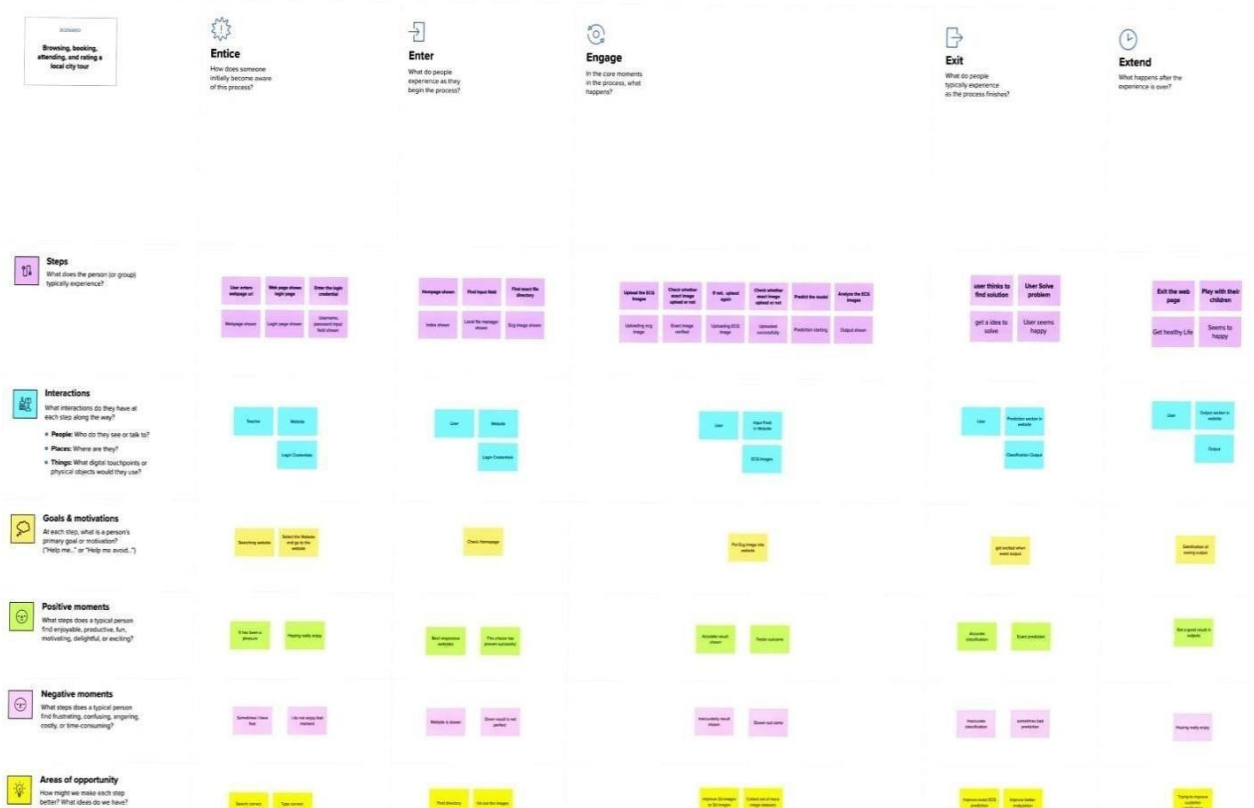 SCENARIO
Browsing, booking,
attending, and rating a
local city tour
Entice
How does someone
initially become aware
of this process?
Enter
What do people
experience as they
begin the process?
Engage
In the core moments
in the process, what
happens?
Exit
What do people
typically experience
as the process finishes?
Extend
What happens after the
experience is over?
Steps
What does the person (or group)
typically experience?
User enters
webpage url
Web page shows
login page
Enter the login
credential
Webpage shown
Login page shown
Username,
password input
field shown
Hompage shown
Find input field
Find exact file
directory
Index shown
Local file manager
shown
Ecg image shown
Upload the ECG
Images
Check whether
exact image
upload or not
If not, upload
again
Check whether
exact image
upload or not
Predict the model
Analyze the ECG
images
Uploading ecg
image
Exact image
verified
Uploading ECG
image
Uploaded
successfully
Prediction starting
Output shown
user thinks to
find solution
User Solve
problem
get a idea to
solve
User seems
happy
Exit the web
page
Play with their
children
Get healthy Life
Seems to
happy
Interactions
What interactions do they have at
each step along the way?
People: Who do they see or talk to?
Places: Where are they?
Things: What digital touchpoints or
physical objects would they use?
Teacher
Website
Login Credentials
User
Website
Login Credentials
User
Input Field
in Website
ECG Images
User
Prediction section in
website
Classification Output
User
Output section in
website
Output
Goals & motivations
At each step, what is a person's
primary goal or motivation?
("Help me..." or "Help me avoid...")
Searching website
Select the Website
and go to the
website
Check Homepage
Put Ecg image into
website
get excited when
exact output
Satisfication of
seeing output
Positive moments
What steps does a typical person
find enjoyable, productive, fun,
motivating, delightful, or exciting?
It has been a
pleasure
Hoping really enjoy
Best responsive
websites
This choice has
proven successful
Accurate result
shown
Faster outcome
Accurate
classification
Exact prediction
Got a good result in
outputs
Negative moments
What steps does a typical person
find frustrating, confusing, angering,
costly, or time-consuming?
Sometimes i have
feel
i do not enjoy that
moment
Website is slower
Given result is not
perfect
Inaccurately result
shown
Slower out come
Inaccurate
classification
sometimes bad
prediction
Hoping really enjoy
Areas of opportunity
How might we make each step
better? What ideas do we have?
Search correct
Type correct
Find directory
Improve 2d images
to 3d images
Improve exact ECG
prediction
Improve better
Trying to improve